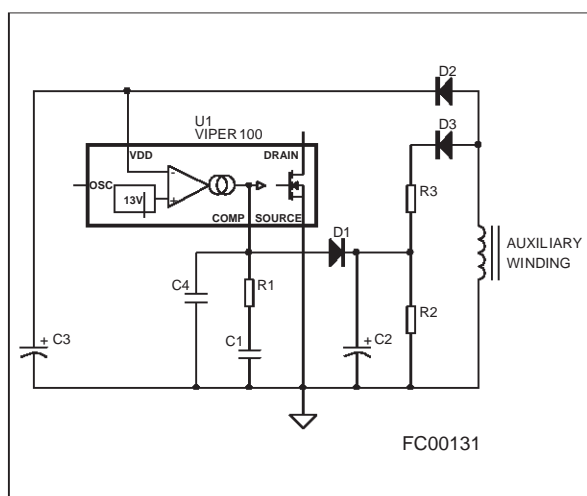 D2
D3
U1
VIPER 100
VDD
DRAIN
OSC
-
13V
+
COMP
SOURCE
R3
D1
AUXILIARY
WINDING
C4
R1
R2
+
C3
C1
+
C2
FC00131